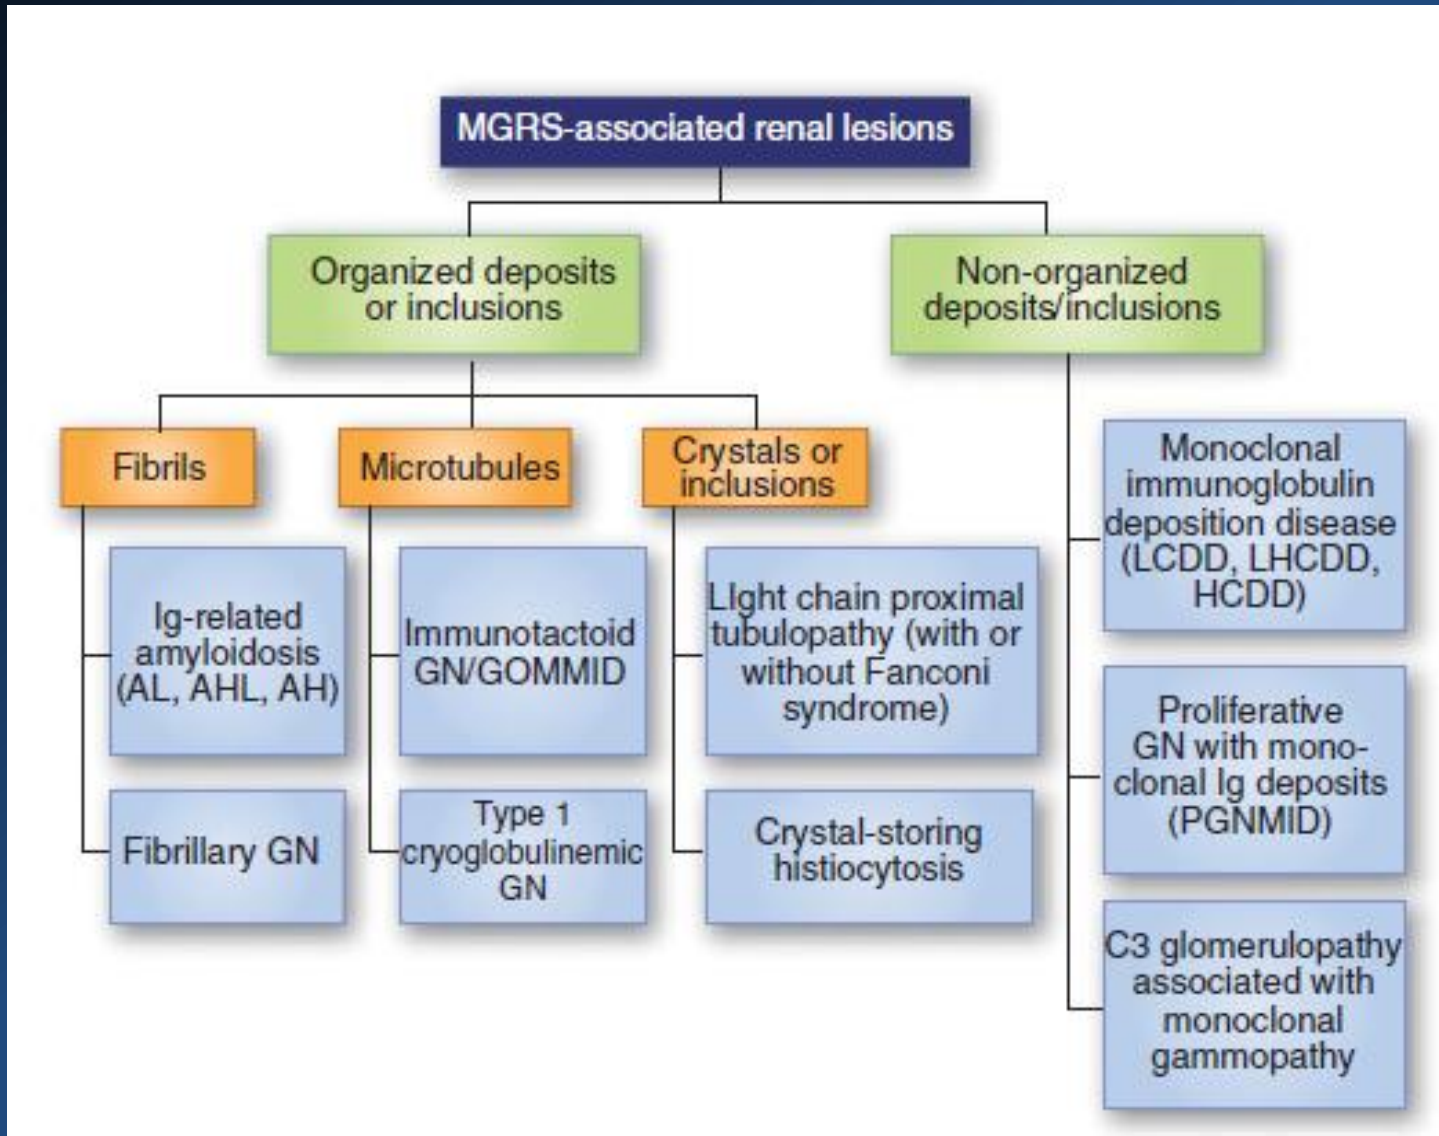 MGRS-associated renal lesions
Organized deposits
or inclusions
Non-organized
deposits/inclusions
Fibrils
Microtubules
Crystals or
inclusions
Ig-related
amyloidosis
(AL, AHL, AH)
Fibrillary GN
Immunotactoid
GN/GOMMID
Type 1
cryoglobulinemic
GN
LIght chain proximal
tubulopathy (with or
without Fanconi
syndrome)
Crystal-storing
histiocytosis
Monoclonal
immunoglobulin
deposition disease
(LCDD, LHCDD,
HCDD)
Proliferative
GN with mono-
clonal Ig deposits
(PGNMID)
C3 glomerulopathy
associated with
monoclonal
gammopathy